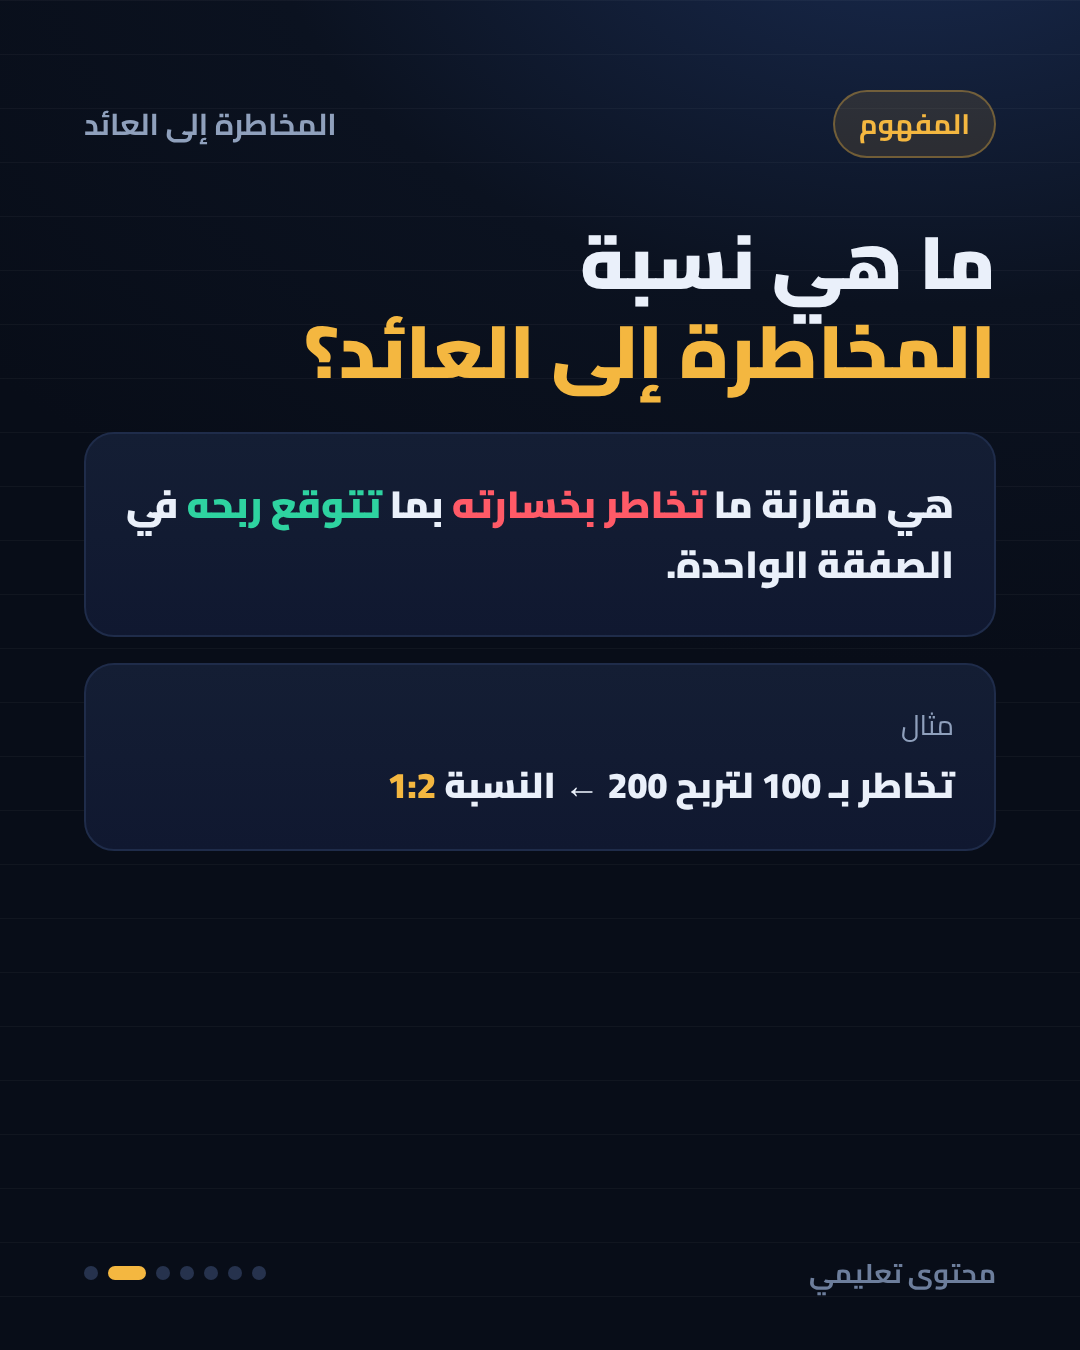 المفهوم
المخاطرة إلى العائد
ما هي نسبة
المخاطرة إلى العائد؟
هي مقارنة ما تخاطر بخسارته بما تتوقع ربحه في
الصفقة الواحدة.
مثال
تخاطر بـ 100 لتربح 200 ← النسبة 1:2
محتوى تعليمي